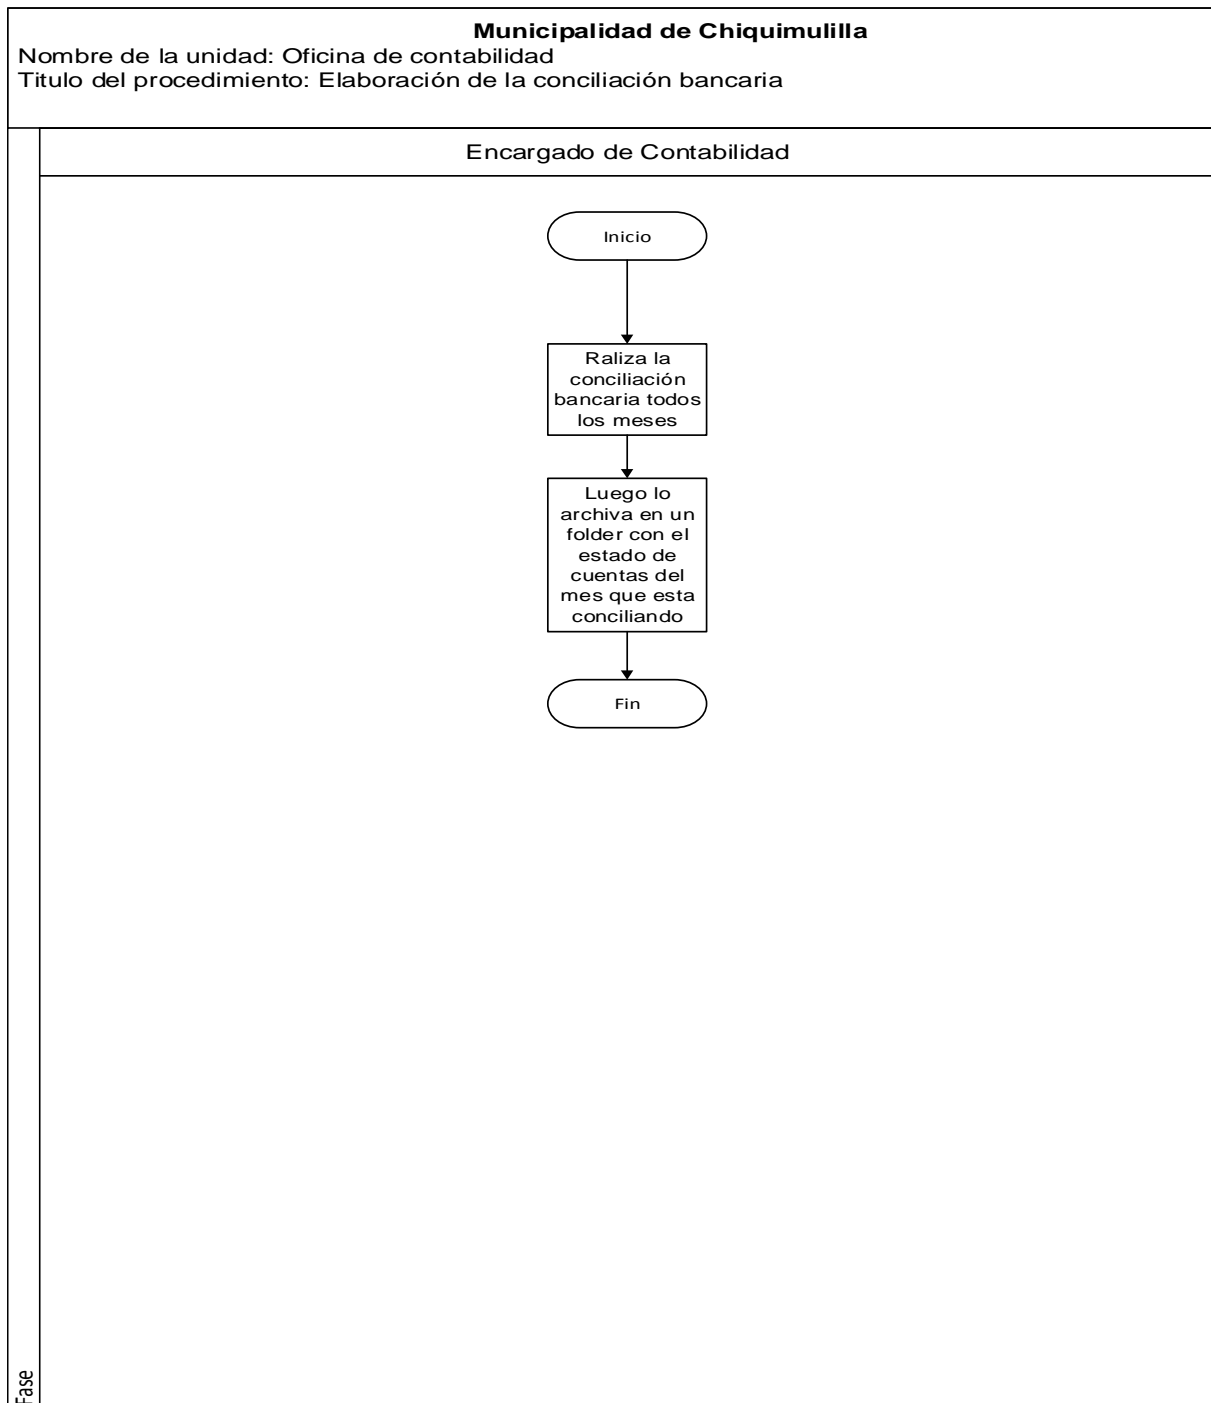 Municipalidad de Chiquimulilla
Nombre de la unidad: Oficina de contabilidad
Titulo del procedimiento: Elaboración de la conciliación bancaria
Encargado de Contabilidad
Inicio
Raliza la
conciliación
bancaria todos
los meses
Luego lo
archiva en un
folder con el
estado de
cuentas del
mes que esta
conciliando
Fin
Fase